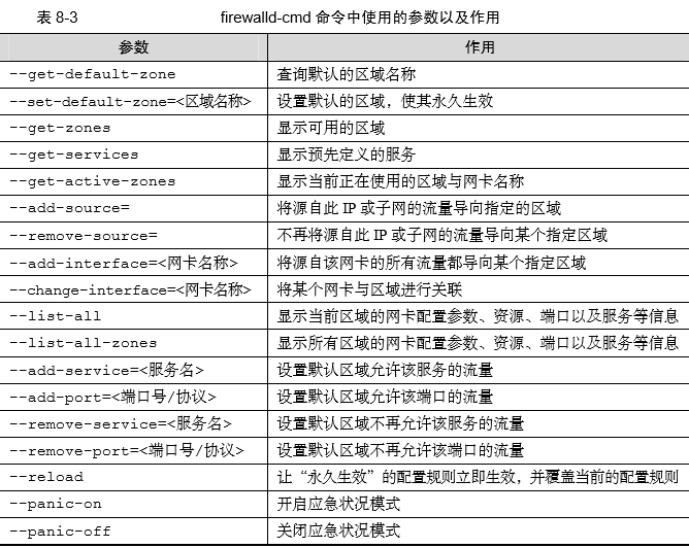 表 8-3 firewalld-cmd 命令中使用的参数以及作用
参数 作用
--get-default-zone 查询默认的区域名称
--set-default-zone=<区域名称> 设置默认的区域，使其永久生效
--get-zones 显示可用的区域
--get-services 显示预先定义的服务
--get-active-zones 显示当前正在使用的区域与网卡名称
--add-source= 将源自此 IP 或子网的流量导向指定的区域
--remove-source= 不再将源自此 IP 或子网的流量导向某个指定区域
--add-interface=<网卡名称> 将源自该网卡的所有流量都导向某个指定区域
--change-interface=<网卡名称> 将某个网卡与区域进行关联
--list-all 显示当前区域的网卡配置参数、资源、端口以及服务等信息
--list-all-zones 显示所有区域的网卡配置参数、资源、端口以及服务等信息
--add-service=<服务名> 设置默认区域允许该服务的流量
--add-port=<端口号/协议> 设置默认区域允许该端口的流量
--remove-service=<服务名> 设置默认区域不再允许该服务的流量
--remove-port=<端口号/协议> 设置默认区域不再允许该端口的流量
--reload 让“永久生效”的配置规则立即生效，并覆盖当前的配置规则
--panic-on 开启应急状况模式
--panic-off 关闭应急状况模式